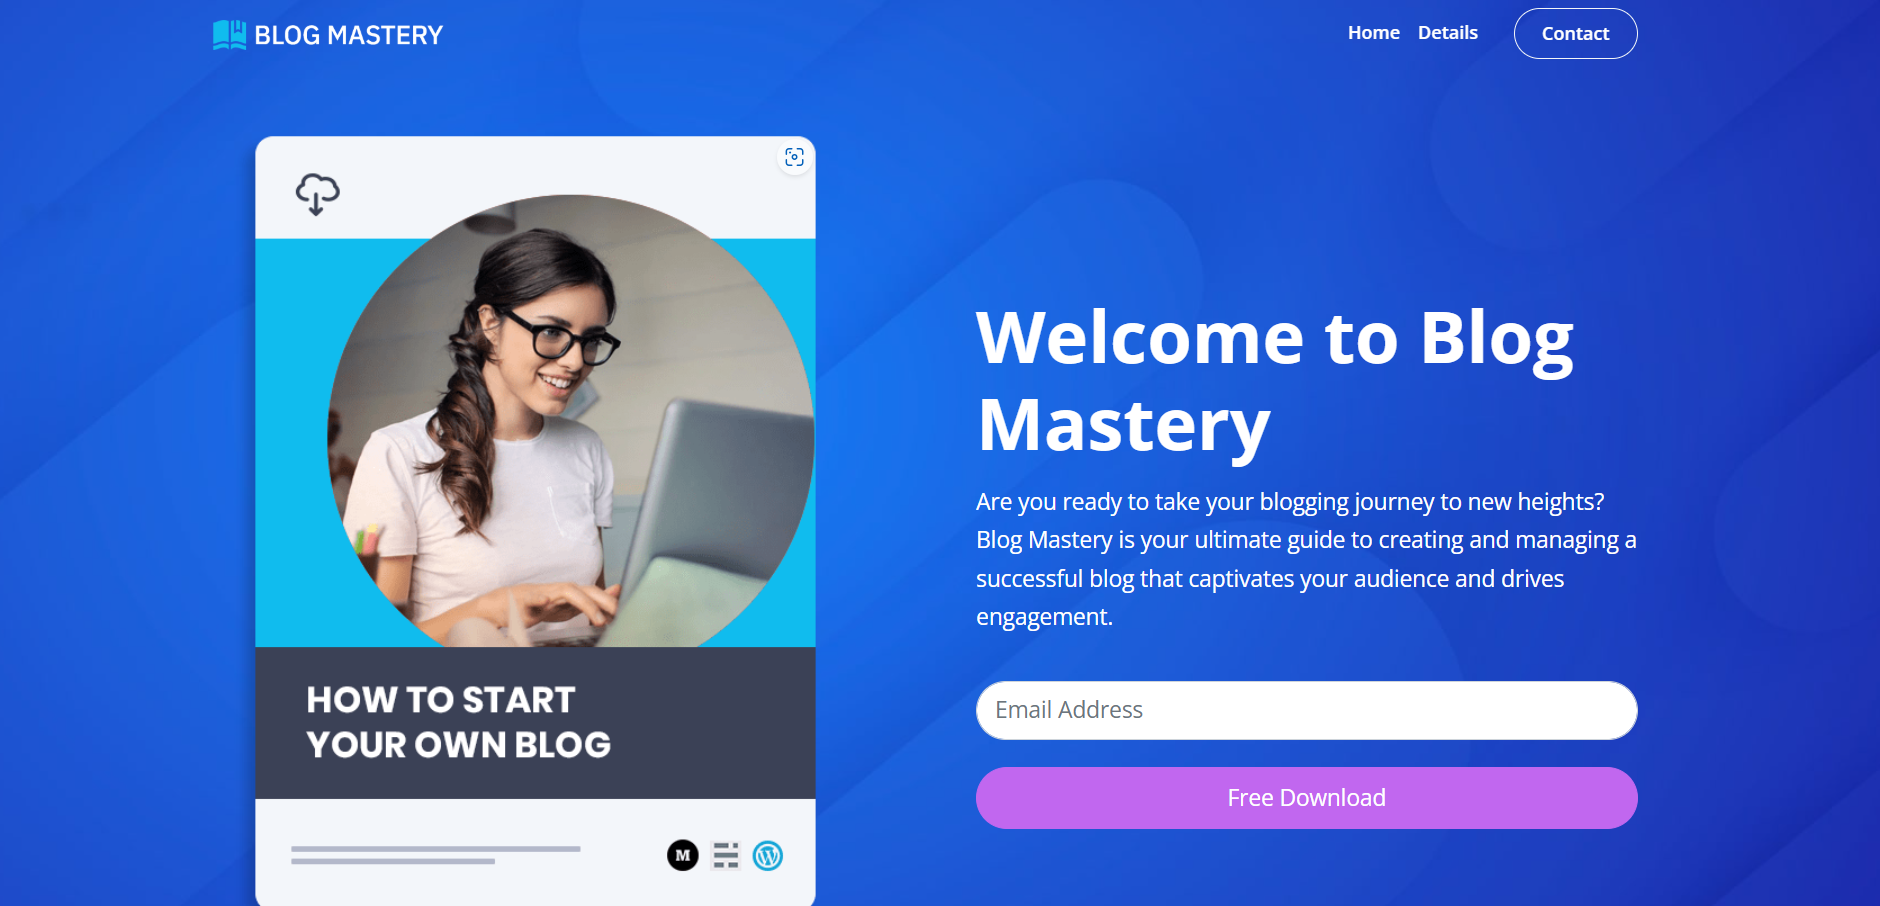 BLOG MASTERY
Home
Details
Contact
HOW TO START
YOUR OWN BLOG
M
W
Welcome to Blog
Mastery
Are you ready to take your blogging journey to new heights?
Blog Mastery is your ultimate guide to creating and managing a
successful blog that captivates your audience and drives
engagement.
Email Address
Free Download